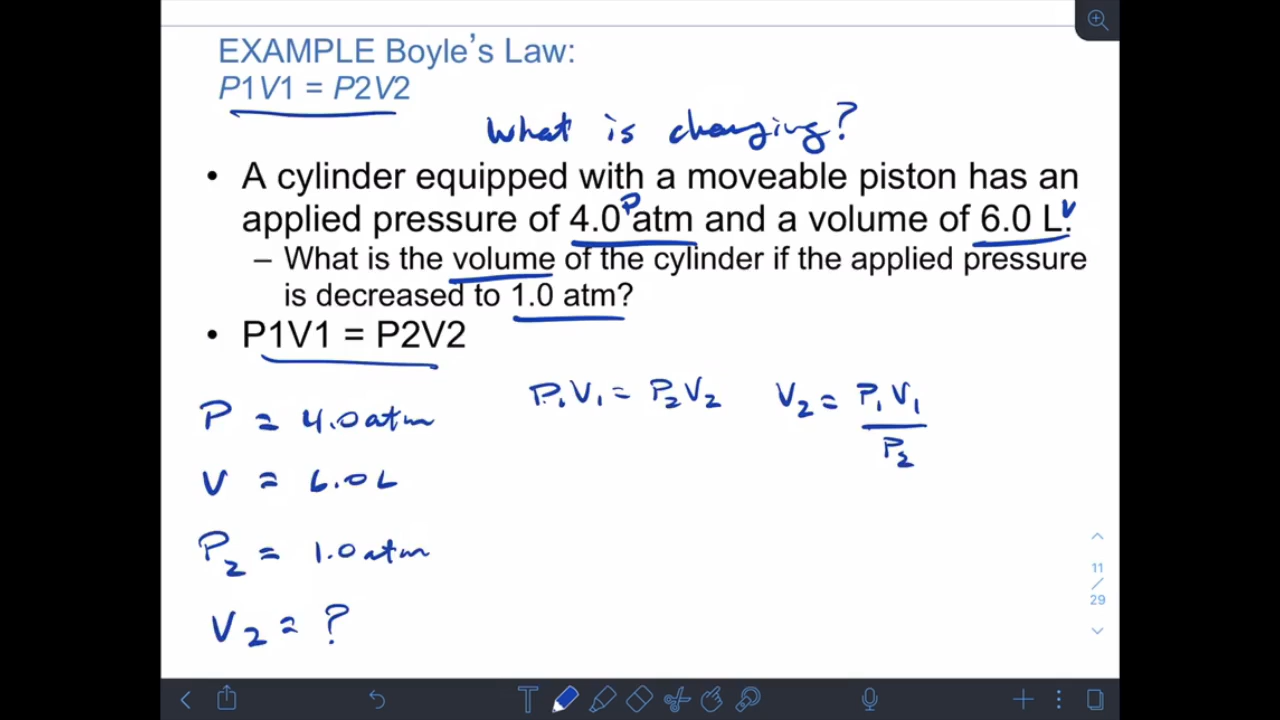 EXAMPLE Boyle's Law:
P1V1 = P2V2
What is changing?
• A cylinder equipped with a moveable piston has an
applied pressure of 4.0 P atm and a volume of 6.0 L. V
– What is the volume of the cylinder if the applied pressure
is decreased to 1.0 atm?
• P1V1 = P2V2
P₁V₁ = P₂V₂ V₂ = P₁V₁
P₂
P = 4.0 atm
V = 6.0 L
P₂ = 1.0 atm
V₂ = ?
11
/
29
T